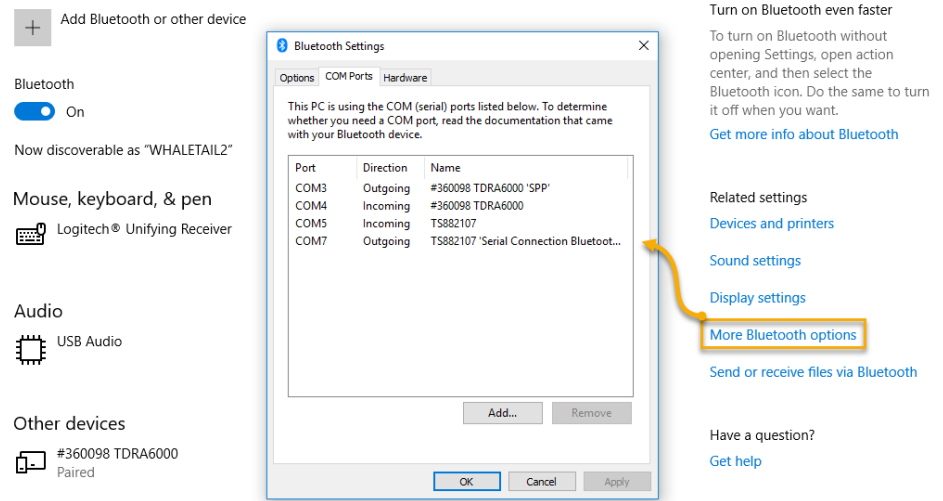 Add Bluetooth or other device
Bluetooth
On
Now discoverable as “WHALETAIL2”
Mouse, keyboard, & pen
Logitech® Unifying Receiver
Audio
USB Audio
Other devices
#360098 TDRA6000
Paired
Bluetooth Settings
Options COM Ports Hardware
This PC is using the COM (serial) ports listed below. To determine
whether you need a COM port, read the documentation that came
with your Bluetooth device.
Port Direction Name
COM3 Outgoing #360098 TDRA6000 'SPP'
COM4 Incoming #360098 TDRA6000
COM5 Incoming TS882107
COM7 Outgoing TS882107 'Serial Connection Bluetoot...
Add... Remove
OK Cancel Apply
Turn on Bluetooth even faster
To turn on Bluetooth without
opening Settings, open action
center, and then select the
Bluetooth icon. Do the same to turn
it off when you want.
Get more info about Bluetooth
Related settings
Devices and printers
Sound settings
Display settings
More Bluetooth options
Send or receive files via Bluetooth
Have a question?
Get help